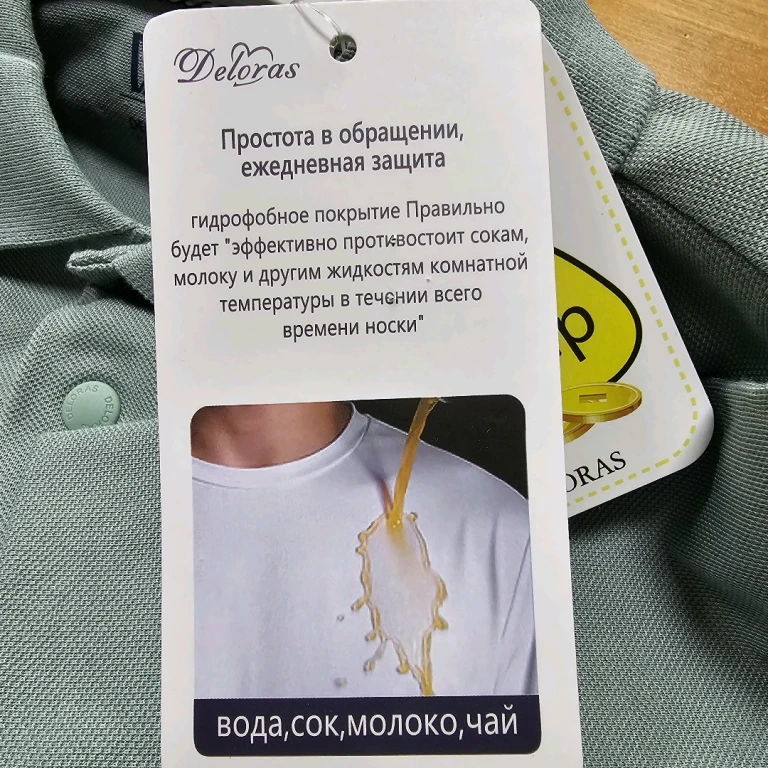 Deloras
Простота в обращении,
ежедневная защита
гидрофобное покрытие Правильно
будет "эффективно противостоит сокам,
молоку и другим жидкостям комнатной
температуры в течении всего
времени носки"
вода,сок,молоко,чай
DELORAS
ORAS